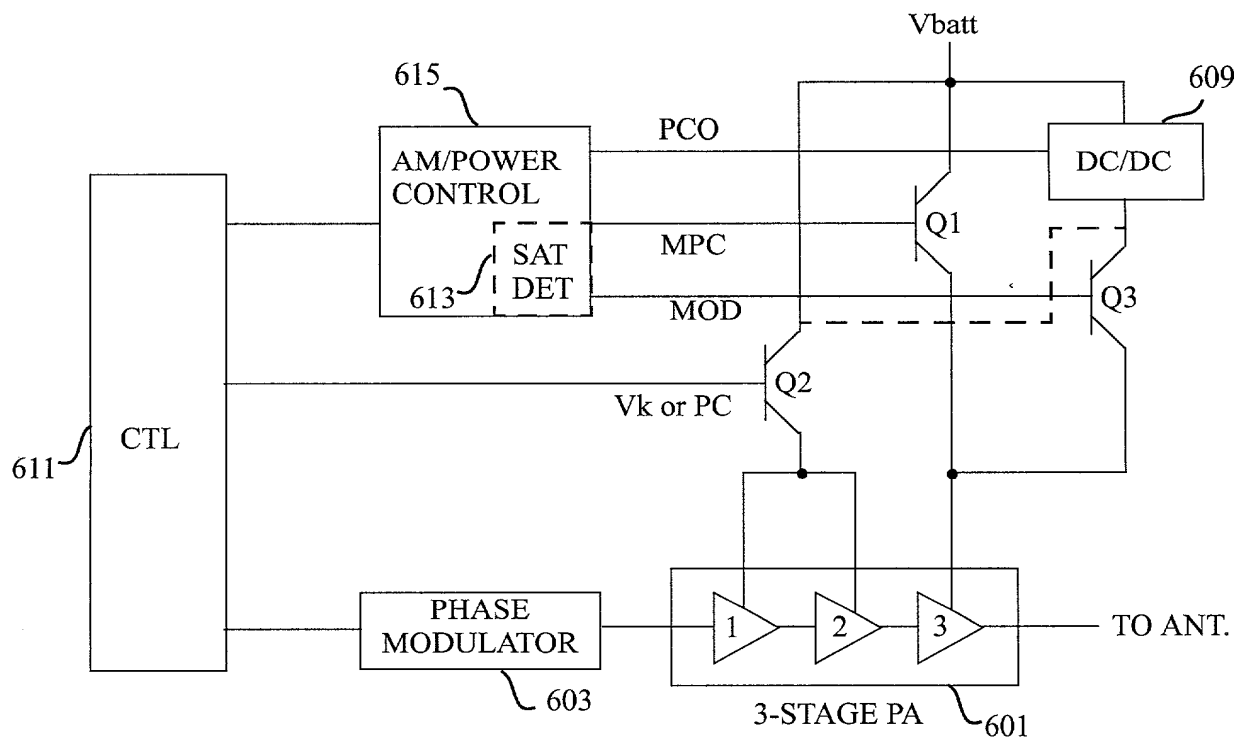 Vbatt
615
609
PCO
AM/POWER
CONTROL
DC/DC
Q1
MPC
SAT
DET
613
MOD
Q3
Q2
Vk or PC
CTL
611
PHASE
MODULATOR
1
2
3
TO ANT.
603
3-STAGE PA
601